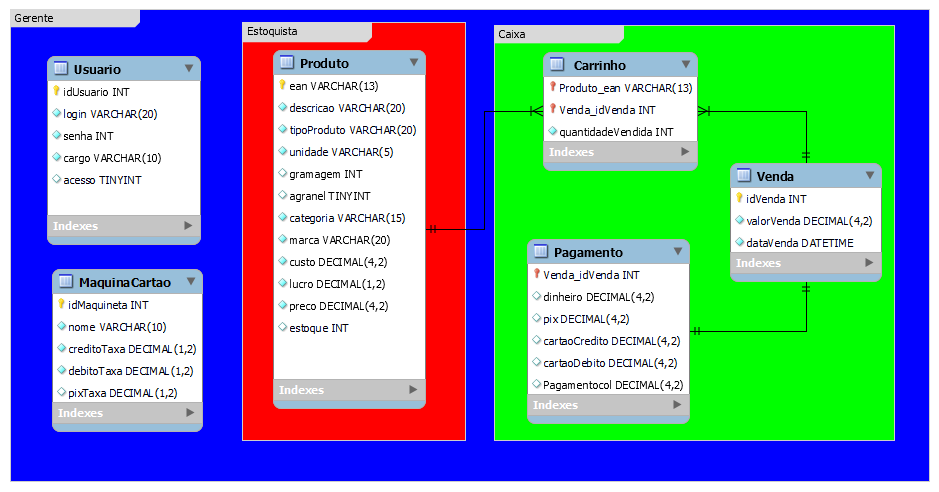 Gerente
Usuario
idUsuario INT
login VARCHAR(20)
senha INT
cargo VARCHAR(10)
acesso TINYINT
Indexes
MaquinaCartao
idMaquineta INT
nome VARCHAR(10)
creditoTaxa DECIMAL(1,2)
debitoTaxa DECIMAL(1,2)
pixTaxa DECIMAL(1,2)
Indexes
Estoquista
Produto
ean VARCHAR(13)
descricao VARCHAR(20)
tipoProduto VARCHAR(20)
unidade VARCHAR(5)
gramagem INT
agranel TINYINT
categoria VARCHAR(15)
marca VARCHAR(20)
custo DECIMAL(4,2)
lucro DECIMAL(1,2)
preco DECIMAL(4,2)
estoque INT
Indexes
Caixa
Carrinho
Produto_ean VARCHAR(13)
Venda_idVenda INT
quantidadeVendida INT
Indexes
Venda
idVenda INT
valorVenda DECIMAL(4,2)
dataVenda DATETIME
Indexes
Pagamento
Venda_idVenda INT
dinheiro DECIMAL(4,2)
pix DECIMAL(4,2)
cartaoCredito DECIMAL(4,2)
cartaoDebito DECIMAL(4,2)
Pagamentocol DECIMAL(4,2)
Indexes